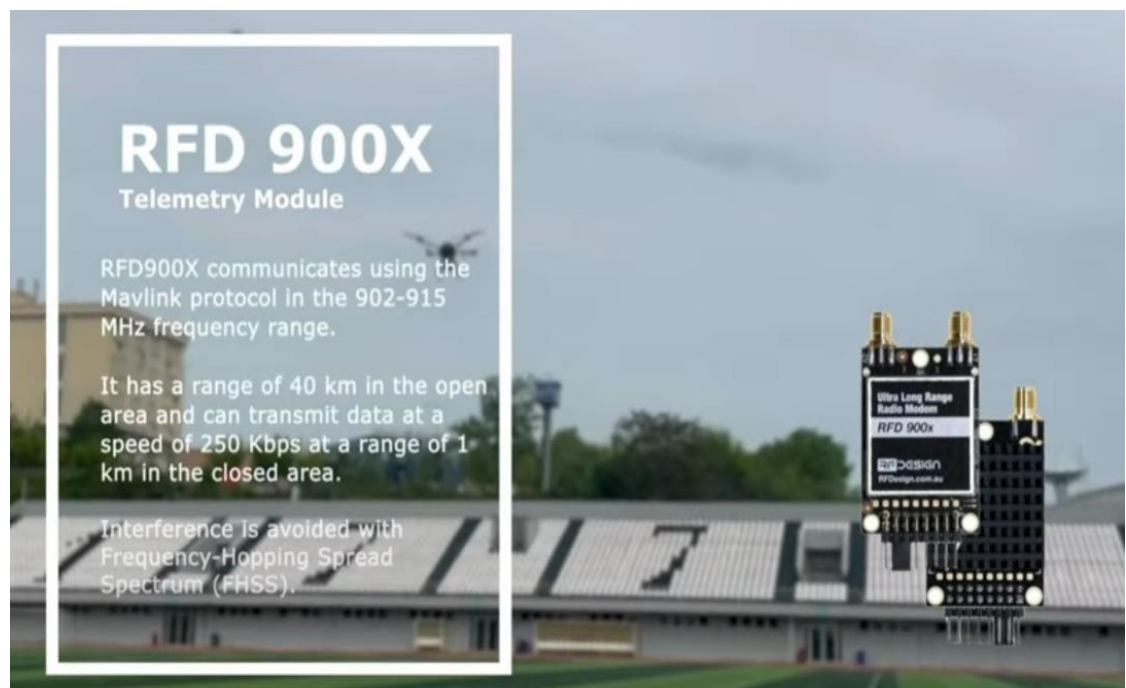 RFD 900X
Telemetry Module
RFD900X communicates using the
Mavlink protocol in the 902-915
MHz frequency range.
It has a range of 40 km in the open
area and can transmit data at a
speed of 250 Kbps at a range of 1
km in the closed area.
Interference is avoided with
Frequency-Hopping Spread
Spectrum (FHSS).
Ultra Long Range
Radio Modem
RFD 900x
RFDESIGN
RFDesign.com.au